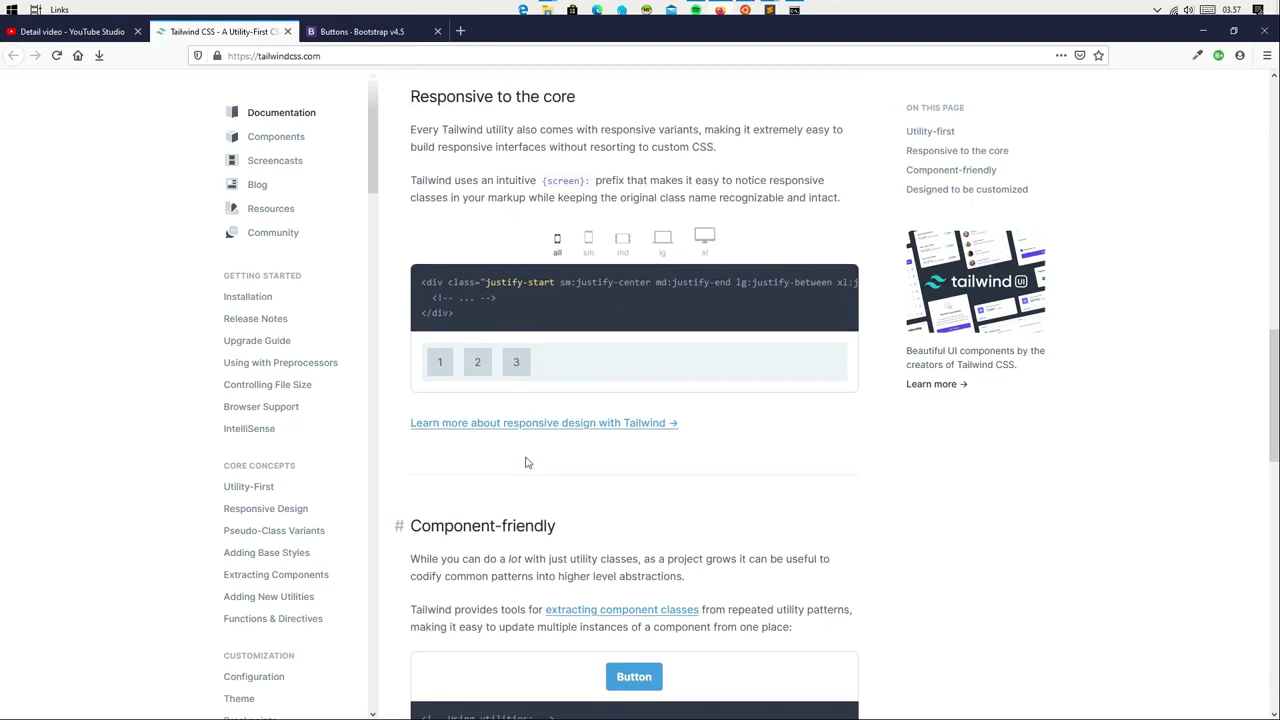 Links
03.57
Detail video - YouTube Studio
Tailwind CSS - A Utility-First CS
Buttons · Bootstrap v4.5
https://tailwindcss.com
Documentation
Components
Screencasts
Blog
Resources
Community
GETTING STARTED
Installation
Release Notes
Upgrade Guide
Using with Preprocessors
Controlling File Size
Browser Support
IntelliSense
CORE CONCEPTS
Utility-First
Responsive Design
Pseudo-Class Variants
Adding Base Styles
Extracting Components
Adding New Utilities
Functions & Directives
CUSTOMIZATION
Configuration
Theme
Responsive to the core
Every Tailwind utility also comes with responsive variants, making it extremely easy to
build responsive interfaces without resorting to custom CSS.
Tailwind uses an intuitive {screen}: prefix that makes it easy to notice responsive
classes in your markup while keeping the original class name recognizable and intact.
all sm md lg xl
<div class="justify-start sm:justify-center md:justify-end lg:justify-between xl:j
<!-- ... -->
</div>
1 2 3
Learn more about responsive design with Tailwind →
# Component-friendly
While you can do a lot with just utility classes, as a project grows it can be useful to
codify common patterns into higher level abstractions.
Tailwind provides tools for extracting component classes from repeated utility patterns,
making it easy to update multiple instances of a component from one place:
Button
<!-- Using utilities: -->
ON THIS PAGE
Utility-first
Responsive to the core
Component-friendly
Designed to be customized
tailwind UI
Beautiful UI components by the
creators of Tailwind CSS.
Learn more →